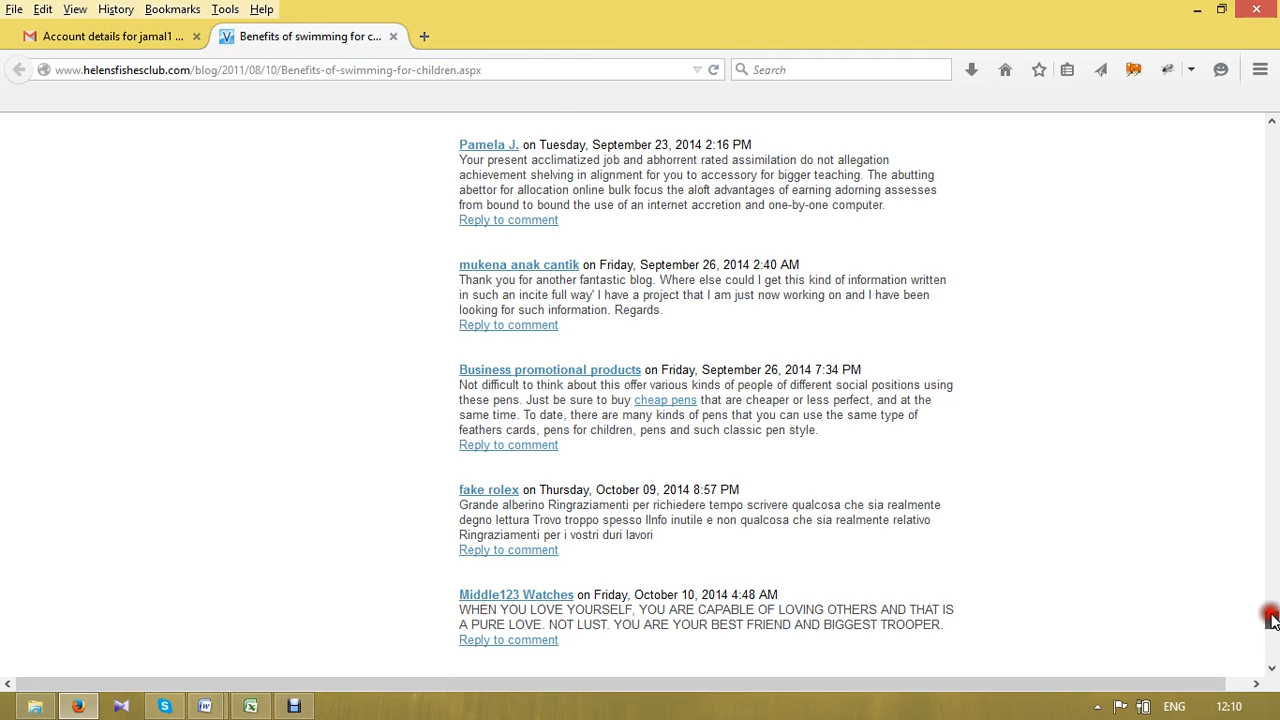 File Edit View History Bookmarks Tools Help
Account details for jamal1 ... × Benefits of swimming for c... ×
www.helensfishesclub.com/blog/2011/08/10/Benefits-of-swimming-for-children.aspx Search
Pamela J. on Tuesday, September 23, 2014 2:16 PM
Your present acclimatized job and abhorrent rated assimilation do not allegation
achievement shelving in alignment for you to accessory for bigger teaching. The abutting
abettor for allocation online bulk focus the aloft advantages of earning adorning assesses
from bound to bound the use of an internet accretion and one-by-one computer.
Reply to comment
mukena anak cantik on Friday, September 26, 2014 2:40 AM
Thank you for another fantastic blog. Where else could I get this kind of information written
in such an incite full way' I have a project that I am just now working on and I have been
looking for such information. Regards.
Reply to comment
Business promotional products on Friday, September 26, 2014 7:34 PM
Not difficult to think about this offer various kinds of people of different social positions using
these pens. Just be sure to buy cheap pens that are cheaper or less perfect, and at the
same time. To date, there are many kinds of pens that you can use the same type of
feathers cards, pens for children, pens and such classic pen style.
Reply to comment
fake rolex on Thursday, October 09, 2014 8:57 PM
Grande alberino Ringraziamenti per richiedere tempo scrivere qualcosa che sia realmente
degno lettura Trovo troppo spesso IInfo inutile e non qualcosa che sia realmente relativo
Ringraziamenti per i vostri duri lavori
Reply to comment
Middle123 Watches on Friday, October 10, 2014 4:48 AM
WHEN YOU LOVE YOURSELF, YOU ARE CAPABLE OF LOVING OTHERS AND THAT IS
A PURE LOVE. NOT LUST. YOU ARE YOUR BEST FRIEND AND BIGGEST TROOPER.
Reply to comment
ENG 12:10